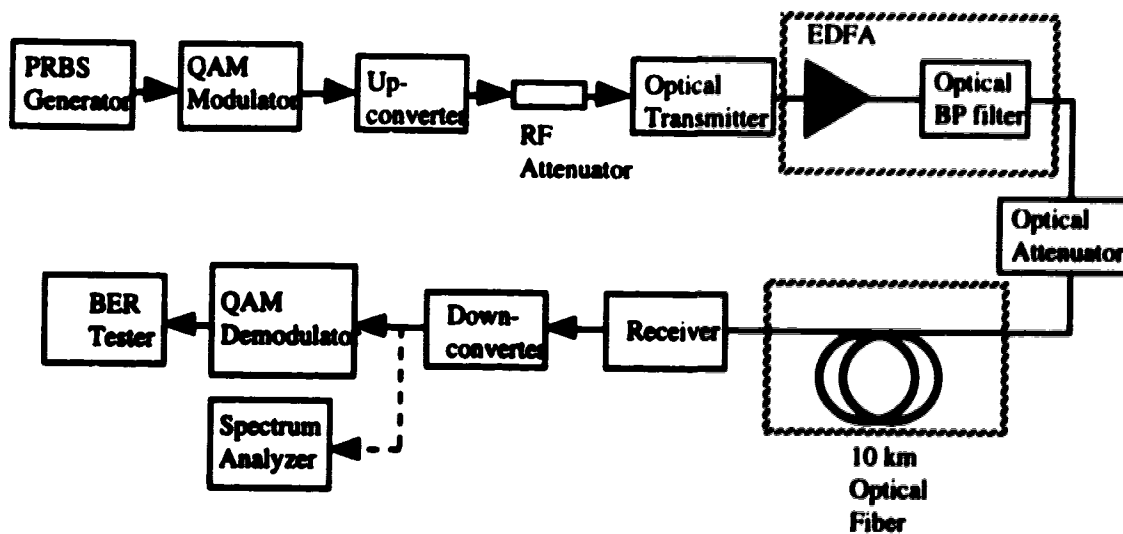 PRBS
Generator
QAM
Modulator
Up-
converter
RF
Attenuator
Optical
Transmitter
EDFA
Optical
BP filter
Optical
Attenuator
BER
Tester
QAM
Demodulator
Down-
converter
Receiver
Spectrum
Analyzer
10 km
Optical
Fiber